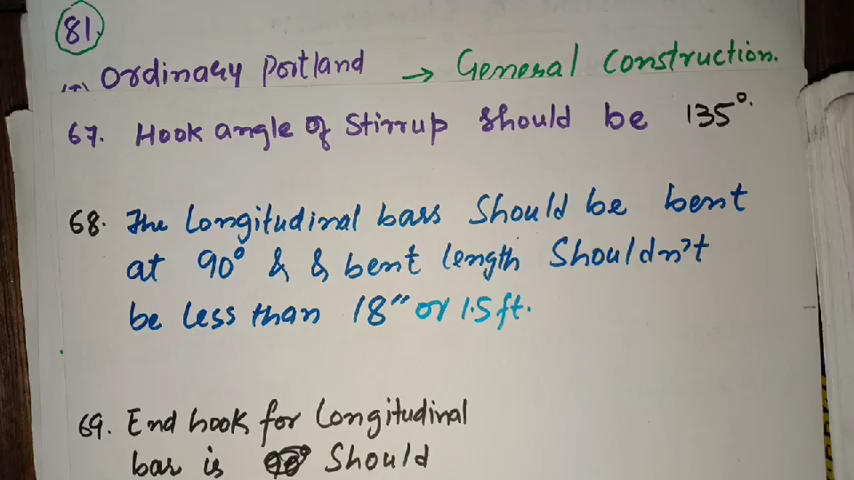 81.
Ordinary Portland → General Construction.
67. Hook angle of Stirrup should be 135°.
68. The Longitudinal bars Should be bent
at 90° & & bent length Shouldn't
be less than 18" or 1.5 ft.
69. End hook for Longitudinal
bar is Should